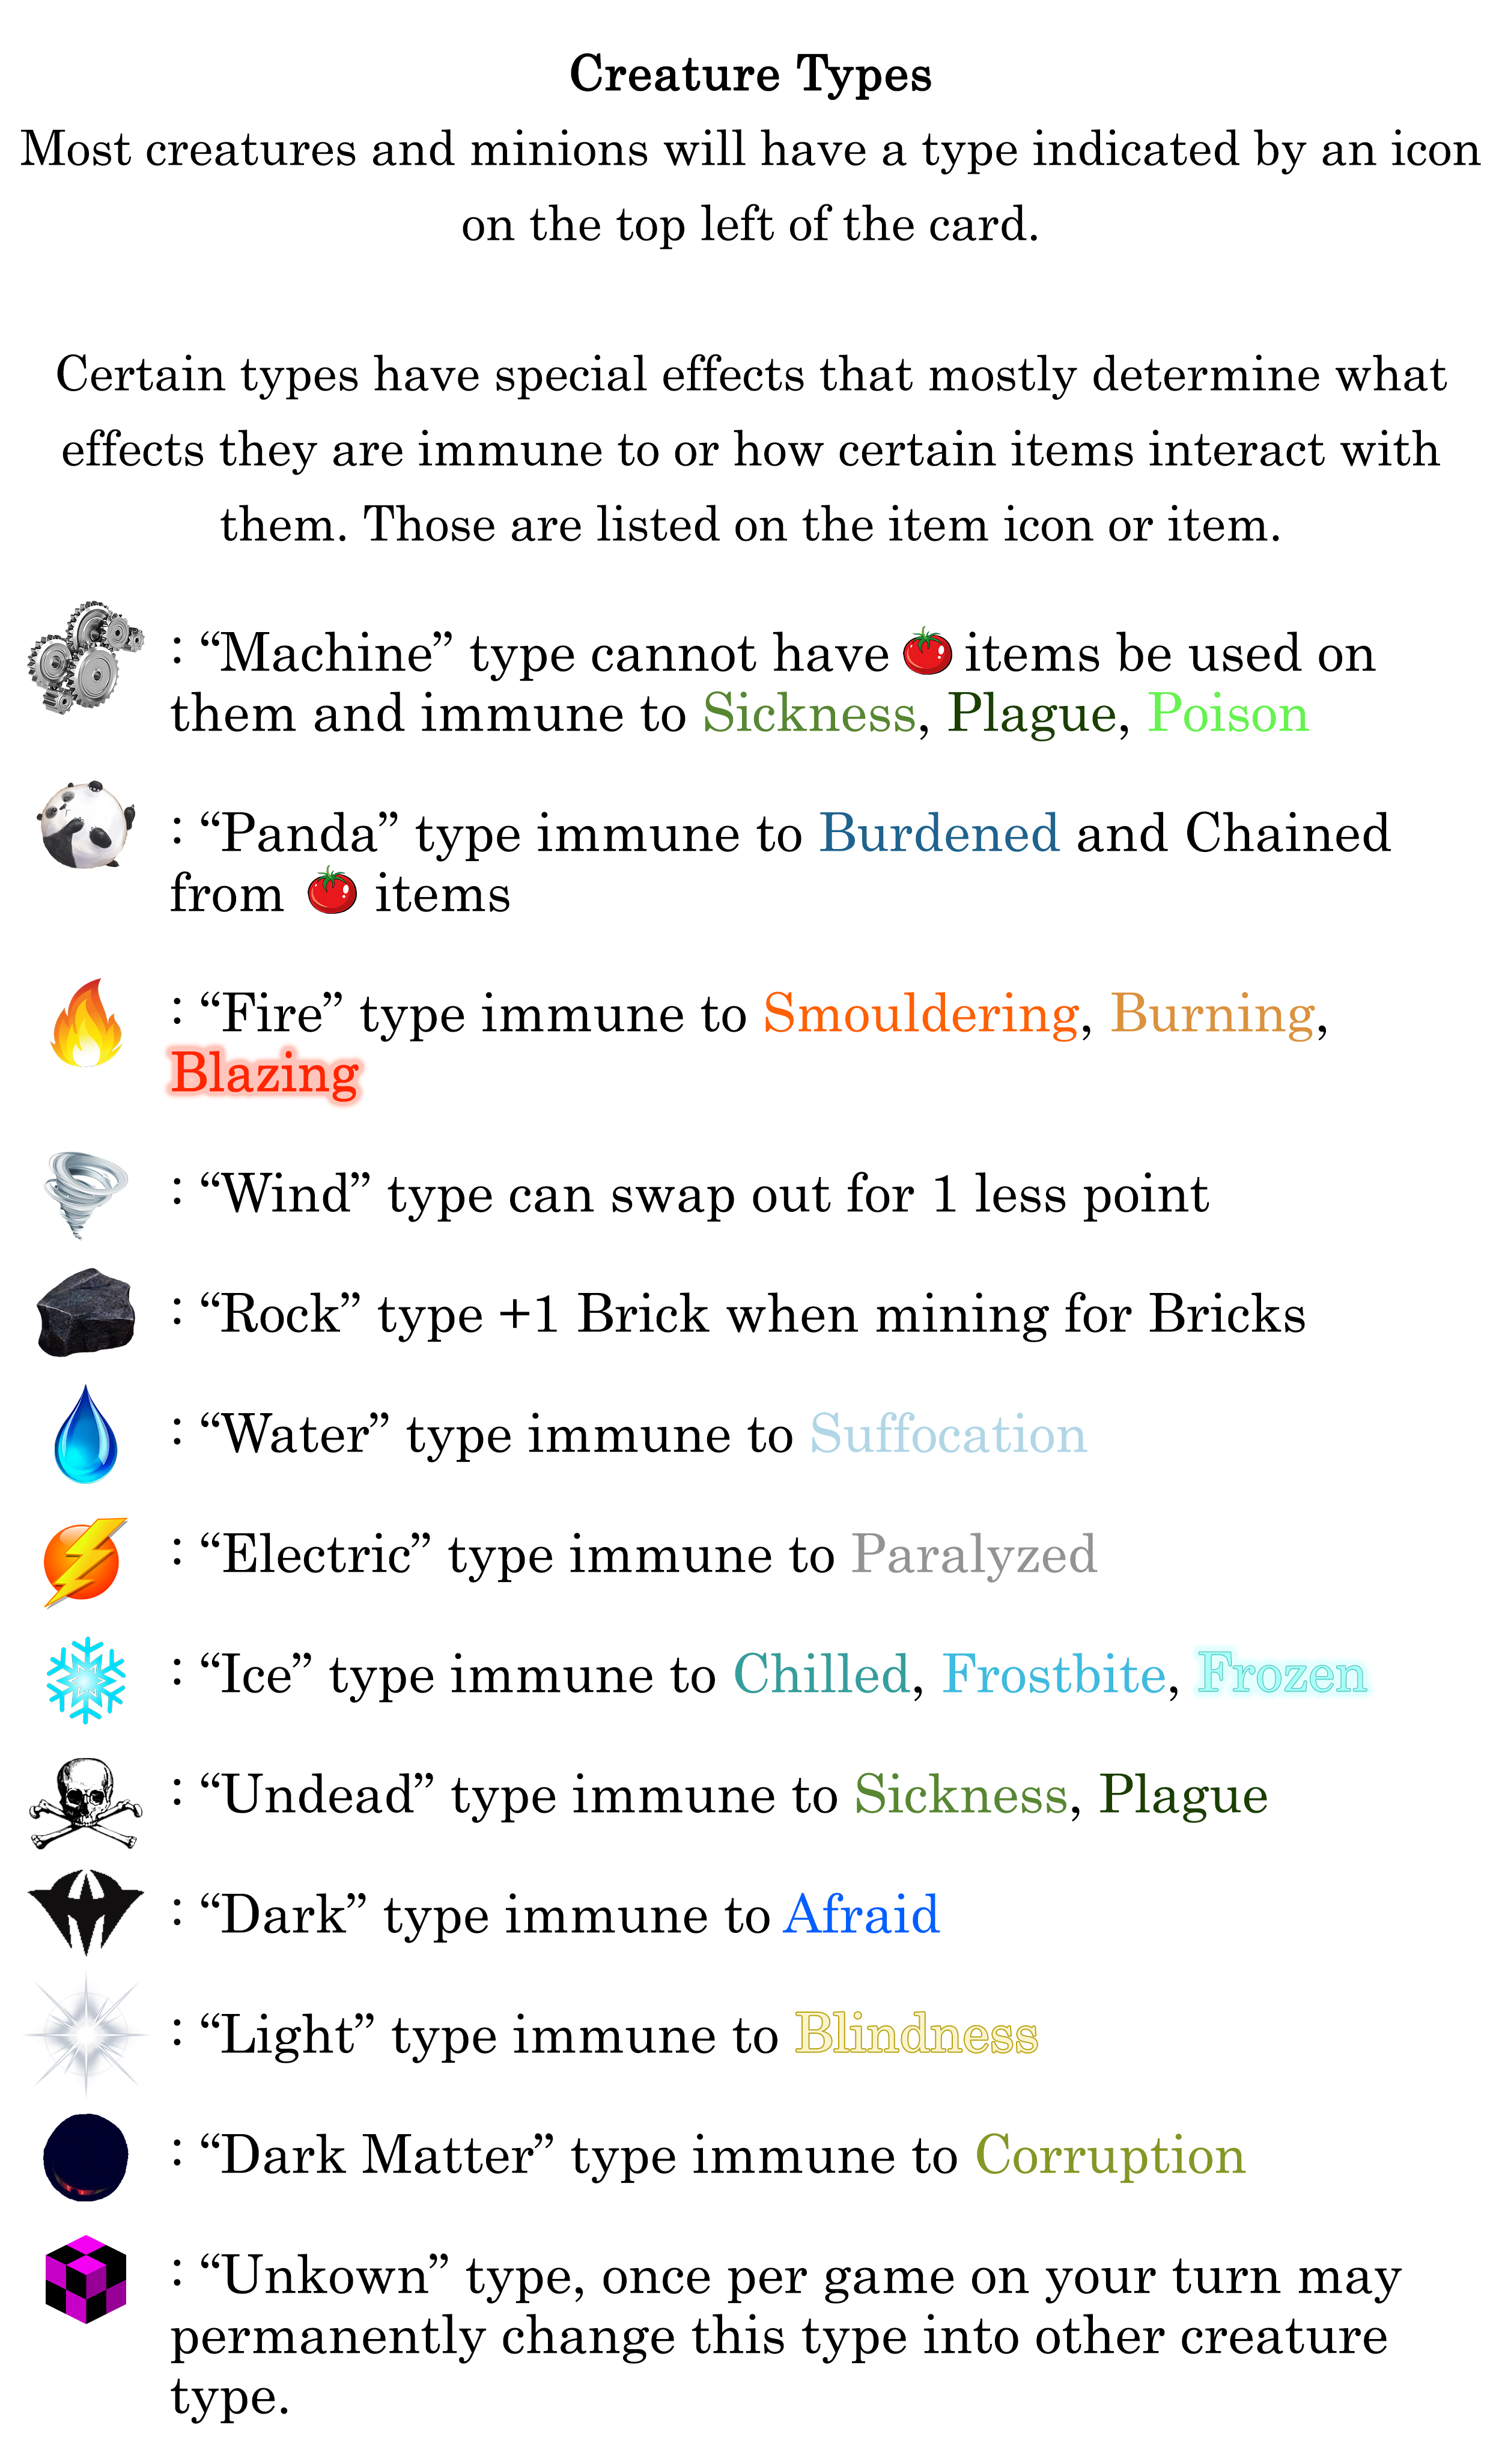 Creature Types
Most creatures and minions will have a type indicated by an icon
on the top left of the card.
Certain types have special effects that mostly determine what
effects they are immune to or how certain items interact with
them. Those are listed on the item icon or item.
: “Machine” type cannot have items be used on
them and immune to Sickness, Plague, Poison
: “Panda” type immune to Burdened and Chained
from items
: “Fire” type immune to Smouldering, Burning,
Blazing
: “Wind” type can swap out for 1 less point
: “Rock” type +1 Brick when mining for Bricks
: “Water” type immune to Suffocation
: “Electric” type immune to Paralyzed
: “Ice” type immune to Chilled, Frostbite, Frozen
: “Undead” type immune to Sickness, Plague
: “Dark” type immune to Afraid
: “Light” type immune to Blindness
: “Dark Matter” type immune to Corruption
: “Unkown” type, once per game on your turn may
permanently change this type into other creature
type.